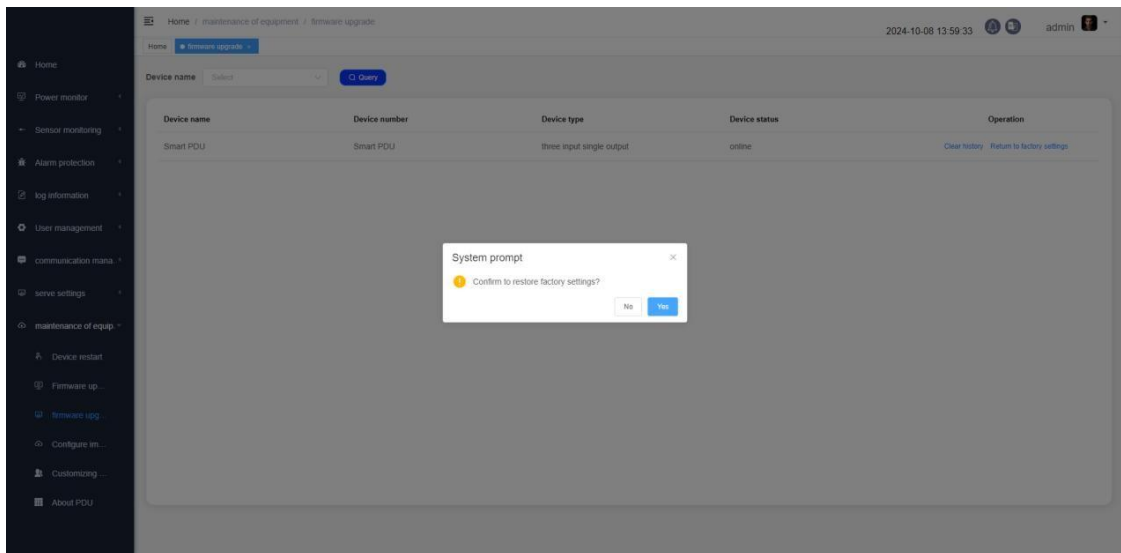 Home / maintenance of equipment / firmware upgrade
2024-10-08 13:59:33
admin
Home
firmware upgrade
Home
Power monitor
Sensor monitoring
Alarm protection
log information
User management
communication mana.
serve settings
maintenance of equip.
Device restart
Firmware up...
firmware upg...
Configure im...
Customizing ...
About PDU
Device name Select Query
Device name Device number Device type Device status Operation
Smart PDU Smart PDU three input single output online Clear history Return to factory settings
System prompt
Confirm to restore factory settings?
No Yes